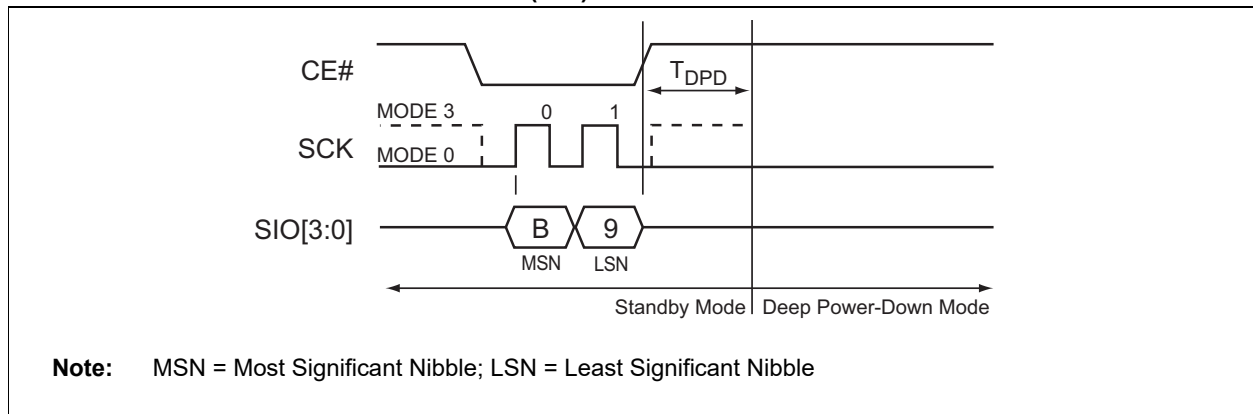 CE#
T_DPD
MODE 3
0 1
SCK
MODE 0
SIO[3:0]
B 9
MSN LSN
Standby Mode Deep Power-Down Mode
Note: MSN = Most Significant Nibble; LSN = Least Significant Nibble